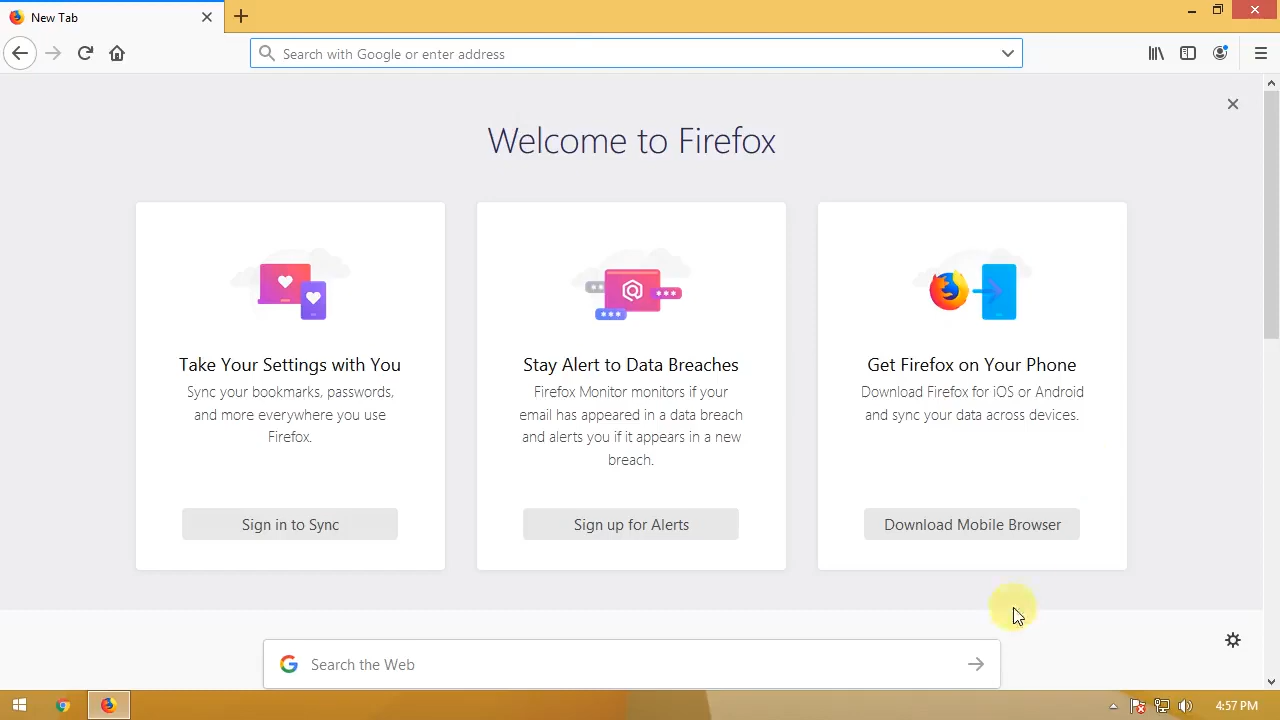 New Tab
Search with Google or enter address
Welcome to Firefox
Take Your Settings with You
Sync your bookmarks, passwords,
and more everywhere you use
Firefox.
Sign in to Sync
Stay Alert to Data Breaches
Firefox Monitor monitors if your
email has appeared in a data breach
and alerts you if it appears in a new
breach.
Sign up for Alerts
Get Firefox on Your Phone
Download Firefox for iOS or Android
and sync your data across devices.
Download Mobile Browser
Search the Web
4:57 PM